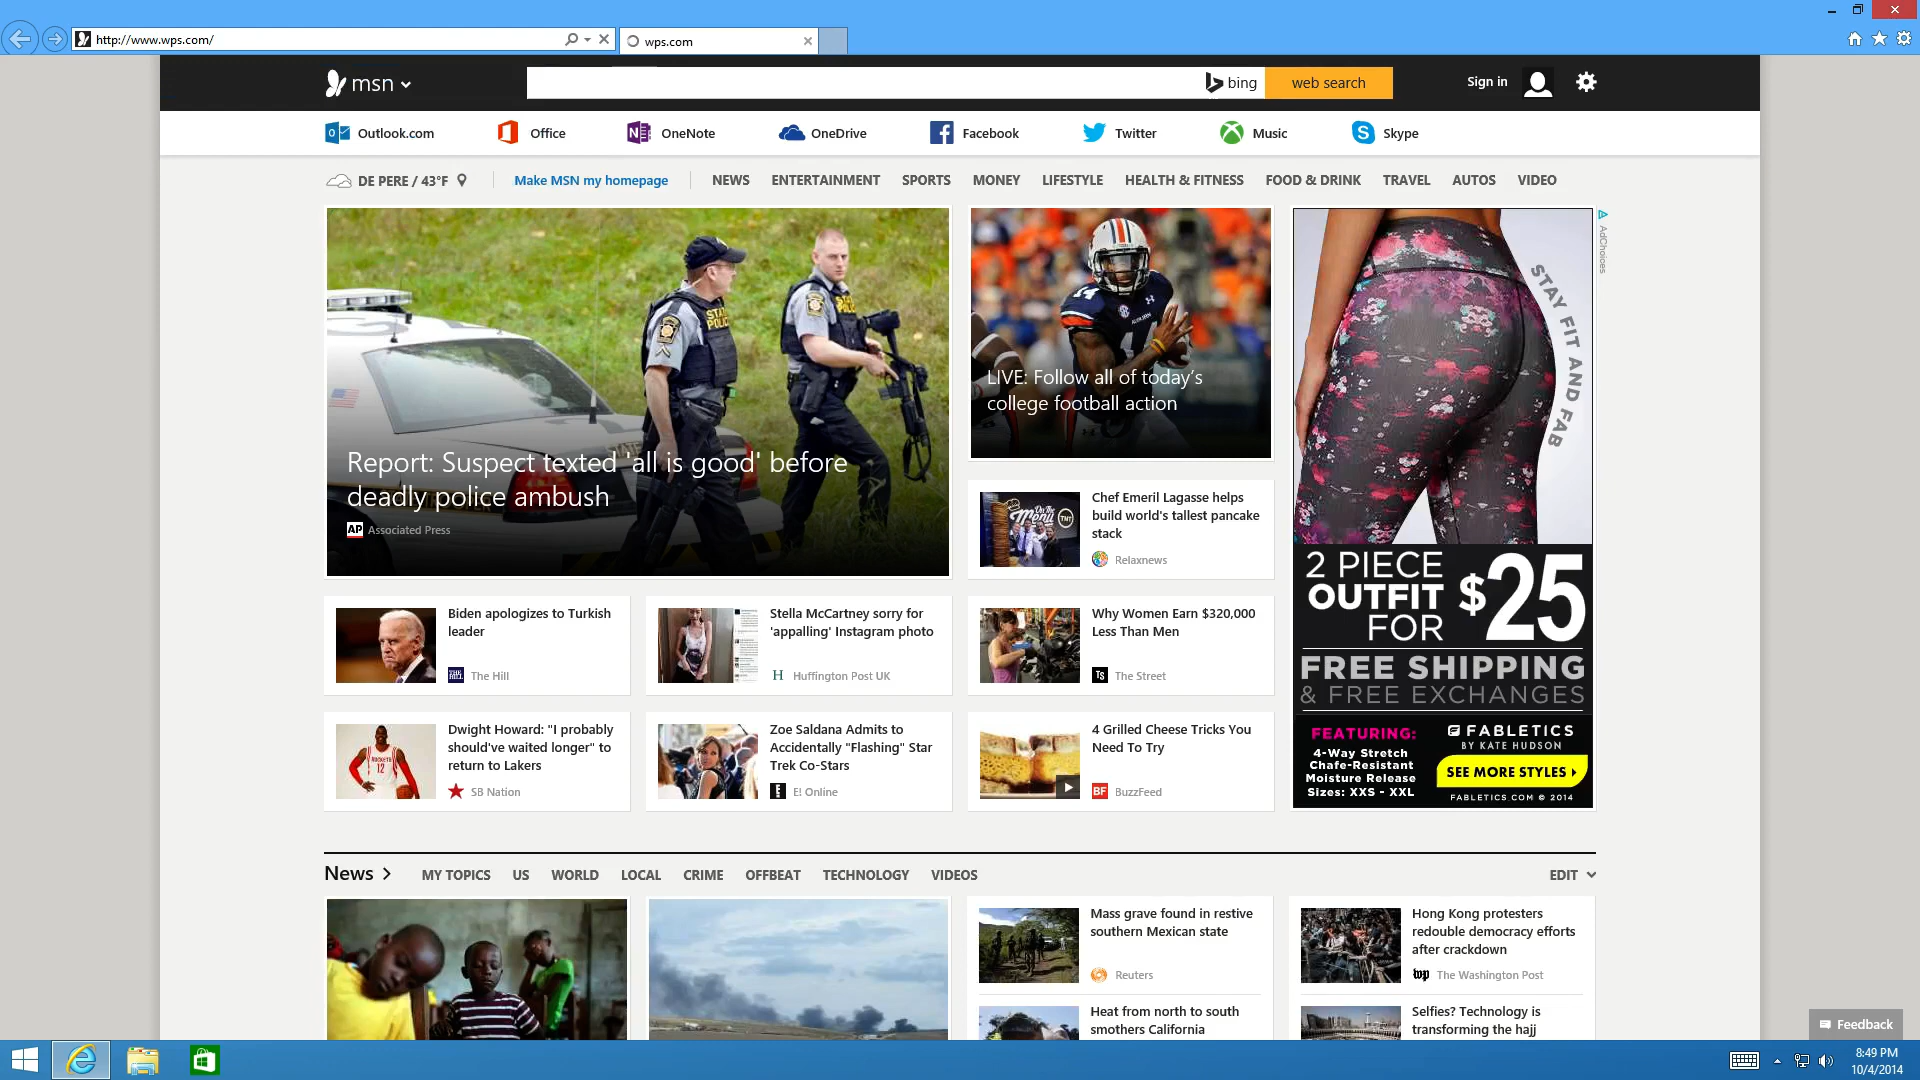 http://www.wps.com/
wps.com
msn
bing
web search
Sign in
Outlook.com
Office
OneNote
OneDrive
Facebook
Twitter
Music
Skype
DE PERE / 43°F
Make MSN my homepage
NEWS
ENTERTAINMENT
SPORTS
MONEY
LIFESTYLE
HEALTH & FITNESS
FOOD & DRINK
TRAVEL
AUTOS
VIDEO
Report: Suspect texted 'all is good' before
deadly police ambush
AP Associated Press
LIVE: Follow all of today's
college football action
Chef Emeril Lagasse helps
build world's tallest pancake
stack
Relaxnews
AdChoices
STAY FIT AND FAB
2 PIECE
OUTFIT
FOR
$25
FREE SHIPPING
& FREE EXCHANGES
FEATURING:
4-Way Stretch
Chafe-Resistant
Moisture Release
Sizes: XXS - XXL
FABLETICS
BY KATE HUDSON
SEE MORE STYLES
FABLETICS.COM © 2014
Biden apologizes to Turkish
leader
THE HILL The Hill
Stella McCartney sorry for
'appalling' Instagram photo
H Huffington Post UK
Why Women Earn $320,000
Less Than Men
TS The Street
Dwight Howard: "I probably
should've waited longer" to
return to Lakers
SB Nation
Zoe Saldana Admits to
Accidentally "Flashing" Star
Trek Co-Stars
E! Online
4 Grilled Cheese Tricks You
Need To Try
BF BuzzFeed
News
MY TOPICS
US
WORLD
LOCAL
CRIME
OFFBEAT
TECHNOLOGY
VIDEOS
EDIT
Mass grave found in restive
southern Mexican state
Reuters
Heat from north to south
smothers California
Hong Kong protesters
redouble democracy efforts
after crackdown
wp The Washington Post
Selfies? Technology is
transforming the hajj
Feedback
8:49 PM
10/4/2014